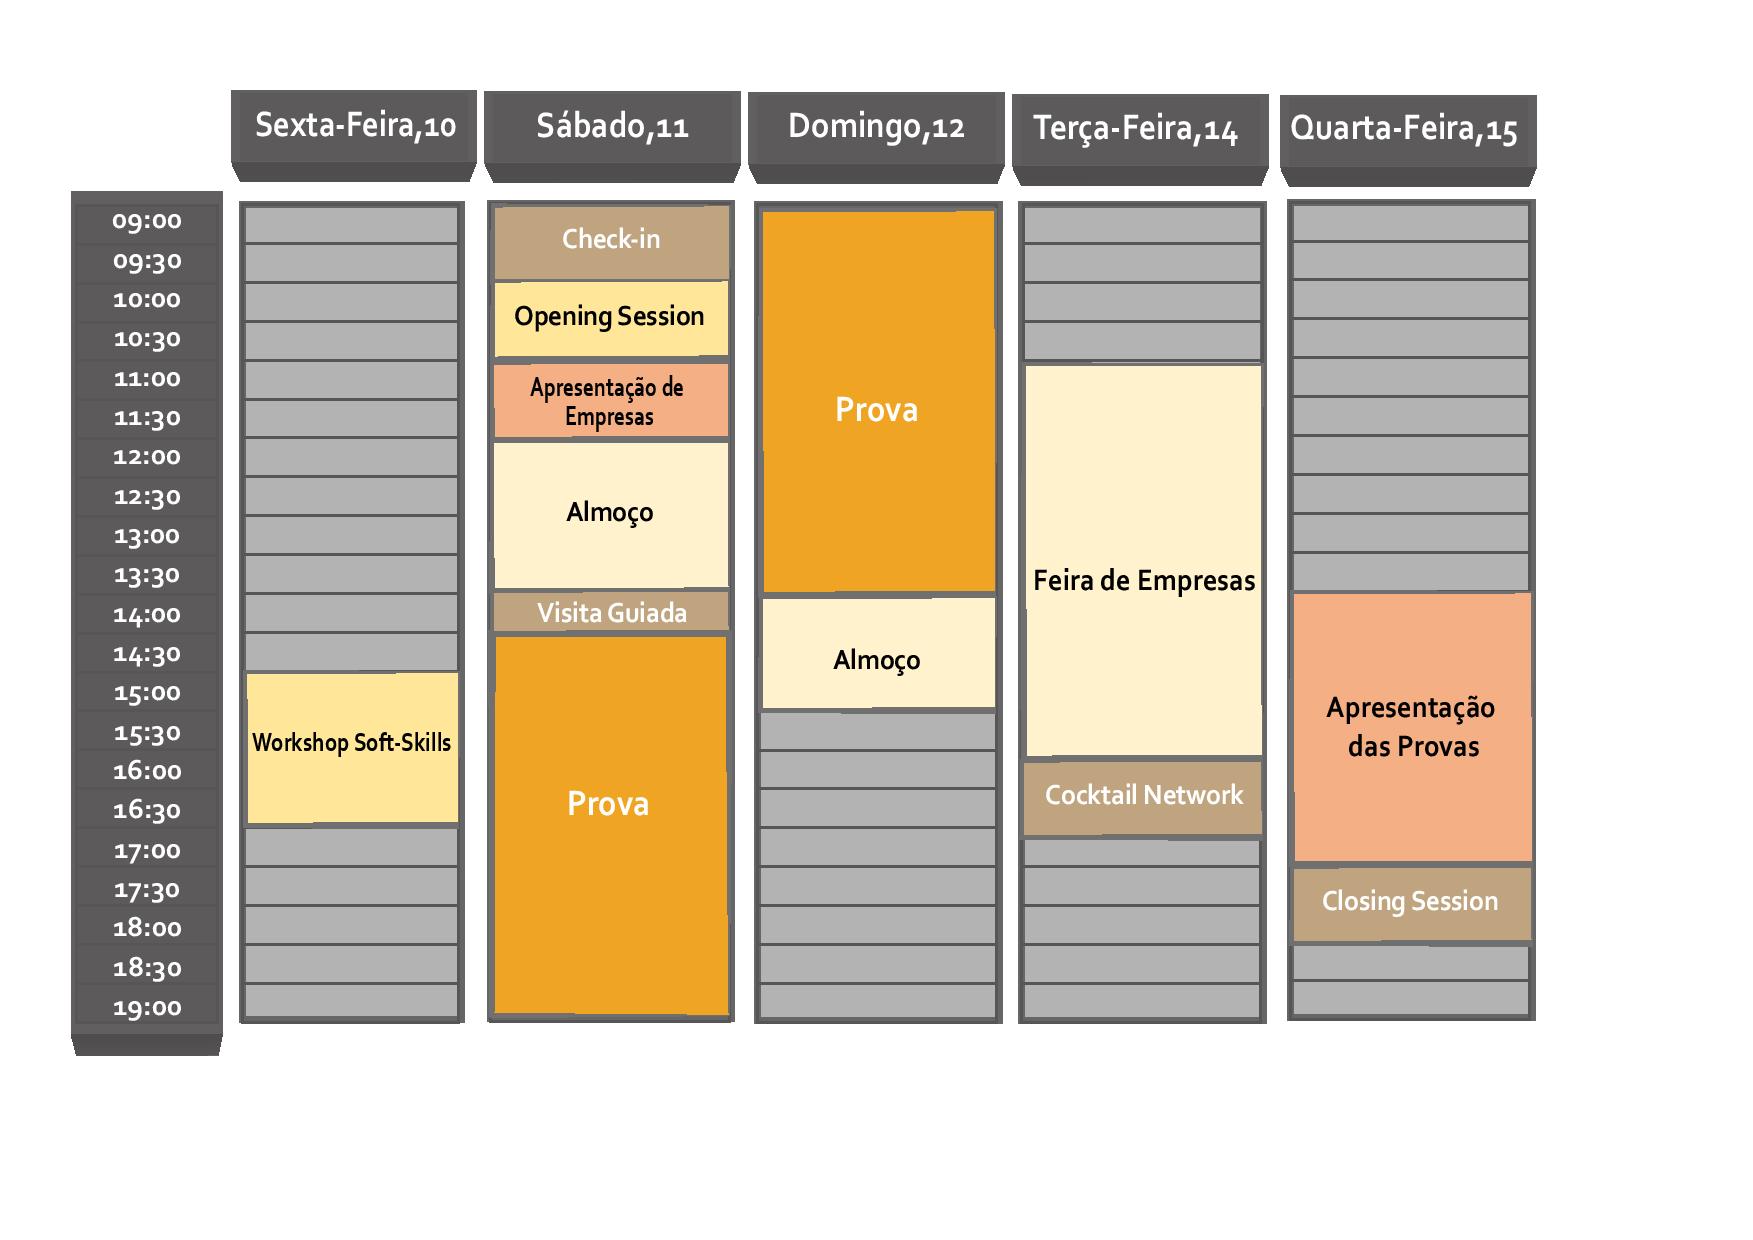 Sexta-Feira,10
Sábado,11
Domingo,12
Terça-Feira,14
Quarta-Feira,15
09:00
09:30
10:00
10:30
11:00
11:30
12:00
12:30
13:00
13:30
14:00
14:30
15:00
15:30
16:00
16:30
17:00
17:30
18:00
18:30
19:00
Workshop Soft-Skills
Check-in
Opening Session
Apresentação de
Empresas
Almoço
Visita Guiada
Prova
Prova
Almoço
Feira de Empresas
Cocktail Network
Apresentação
das Provas
Closing Session